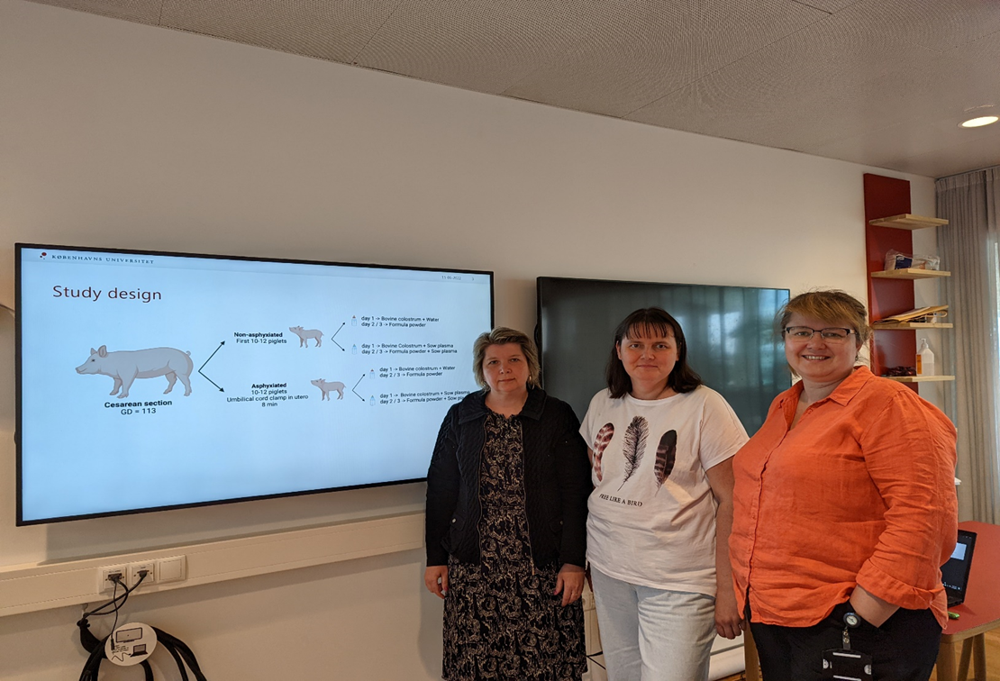 KØBENHAVNS UNIVERSITET
Study design
Cesarean section
GD = 113
Non-asphyxiated
First 10-12 piglets
Asphyxiated
10-12 piglets
Umbilical cord clamp in utero
8 min
day 1 -> Bovine colostrum + Water
day 2 / 3 -> Formula powder
day 1 -> Bovine colostrum + Sow plasma
day 2 / 3 -> Formula powder + Sow plasma
day 1 -> Bovine colostrum + Water
day 2 / 3 -> Formula powder
day 1 -> Bovine colostrum + Sow plasma
day 2 / 3 -> Formula powder + Sow
FREE LIKE A BIRD